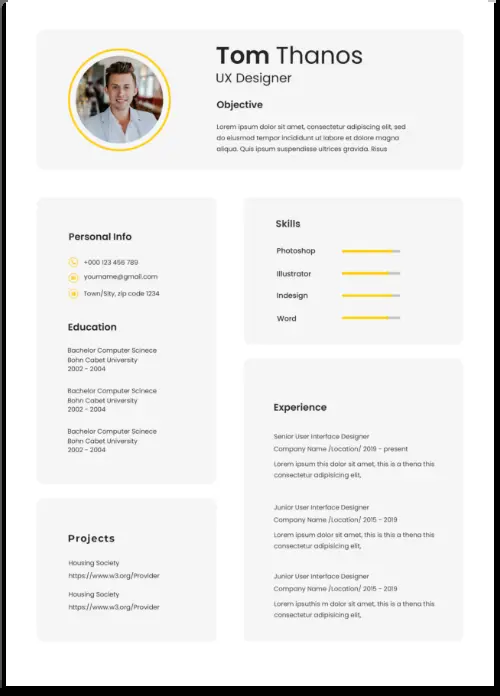 Tom Thanos
UX Designer
Objective
Lorem ipsum dolor sit amet, consectetur adipiscing elit, sed
do eiusmod tempor incididunt ut labore et dolore magna
aliqua. Quis ipsum suspendisse ultrices gravida. Risus
Personal Info
+000 123 456 789
yourname@gmail.com
Town/Sity, zip code 1234
Education
Bachelor Computer Scinece
Bohn Cabet University
2002 - 2004
Bachelor Computer Scinece
Bohn Cabet University
2002 - 2004
Bachelor Computer Scinece
Bohn Cabet University
2002 - 2004
Projects
Housing Society
https://www.w3.org/Provider
Housing Society
https://www.w3.org/Provider
Skills
Photoshop
Illustrator
Indesign
Word
Experience
Senior User Interface Designer
Company Name /Location/ 2019 - present
Lorem ipsum this dolor sit amet, this is a thena this
consectetur adipisicing elit,
Junior User Interface Designer
Company Name /Location/ 2015 - 2019
Lorem ipsum dolor sit amet, this is a thena this
consectetur adipisicing elit,
Junior User Interface Designer
Company Name /Location/ 2015 - 2019
Lorem ipsuthis m dolor sit amet, this is a thena this
consectetur adipisicing elit,